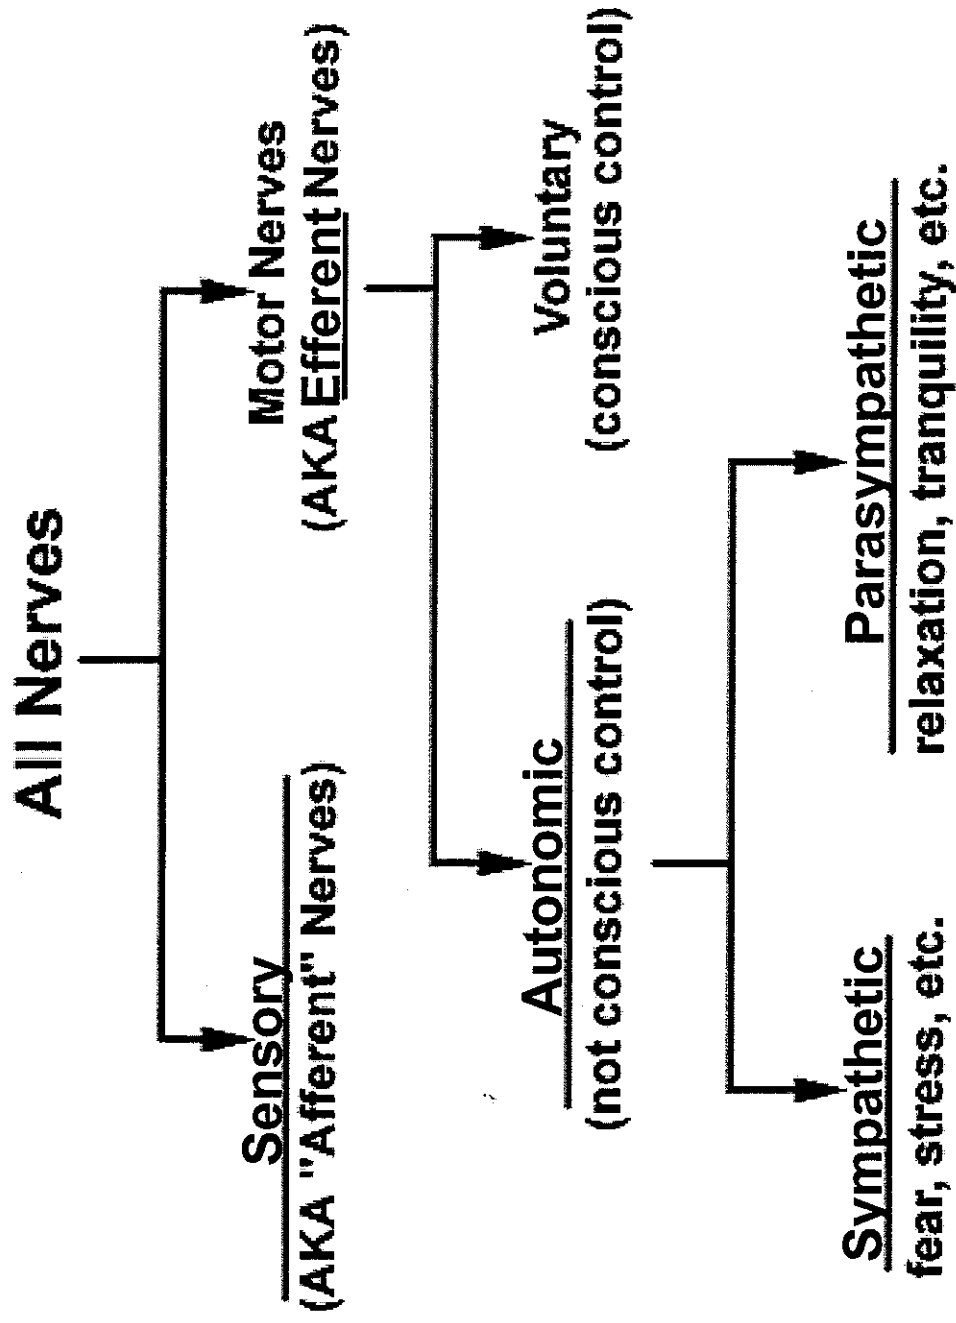 All Nerves
Sensory
(AKA "Afferent" Nerves)
Motor Nerves
(AKA Efferent Nerves)
Autonomic
(not conscious control)
Voluntary
(conscious control)
Sympathetic
fear, stress, etc.
Parasympathetic
relaxation, tranquility, etc.